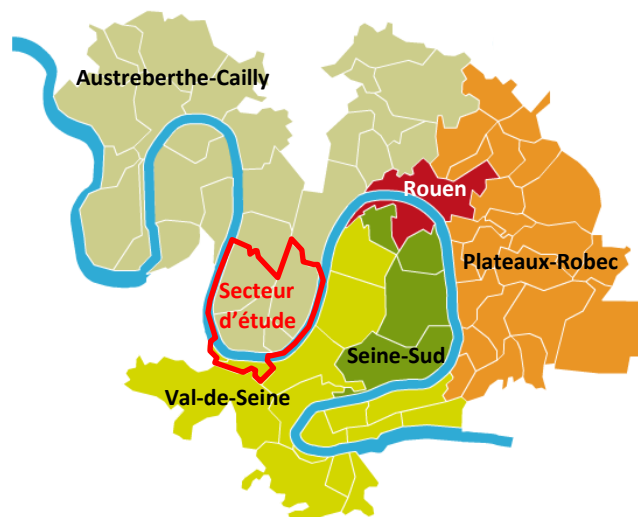 Austreberthe-Cailly
Rouen
Plateaux-Robec
Secteur
d'étude
Seine-Sud
Val-de-Seine